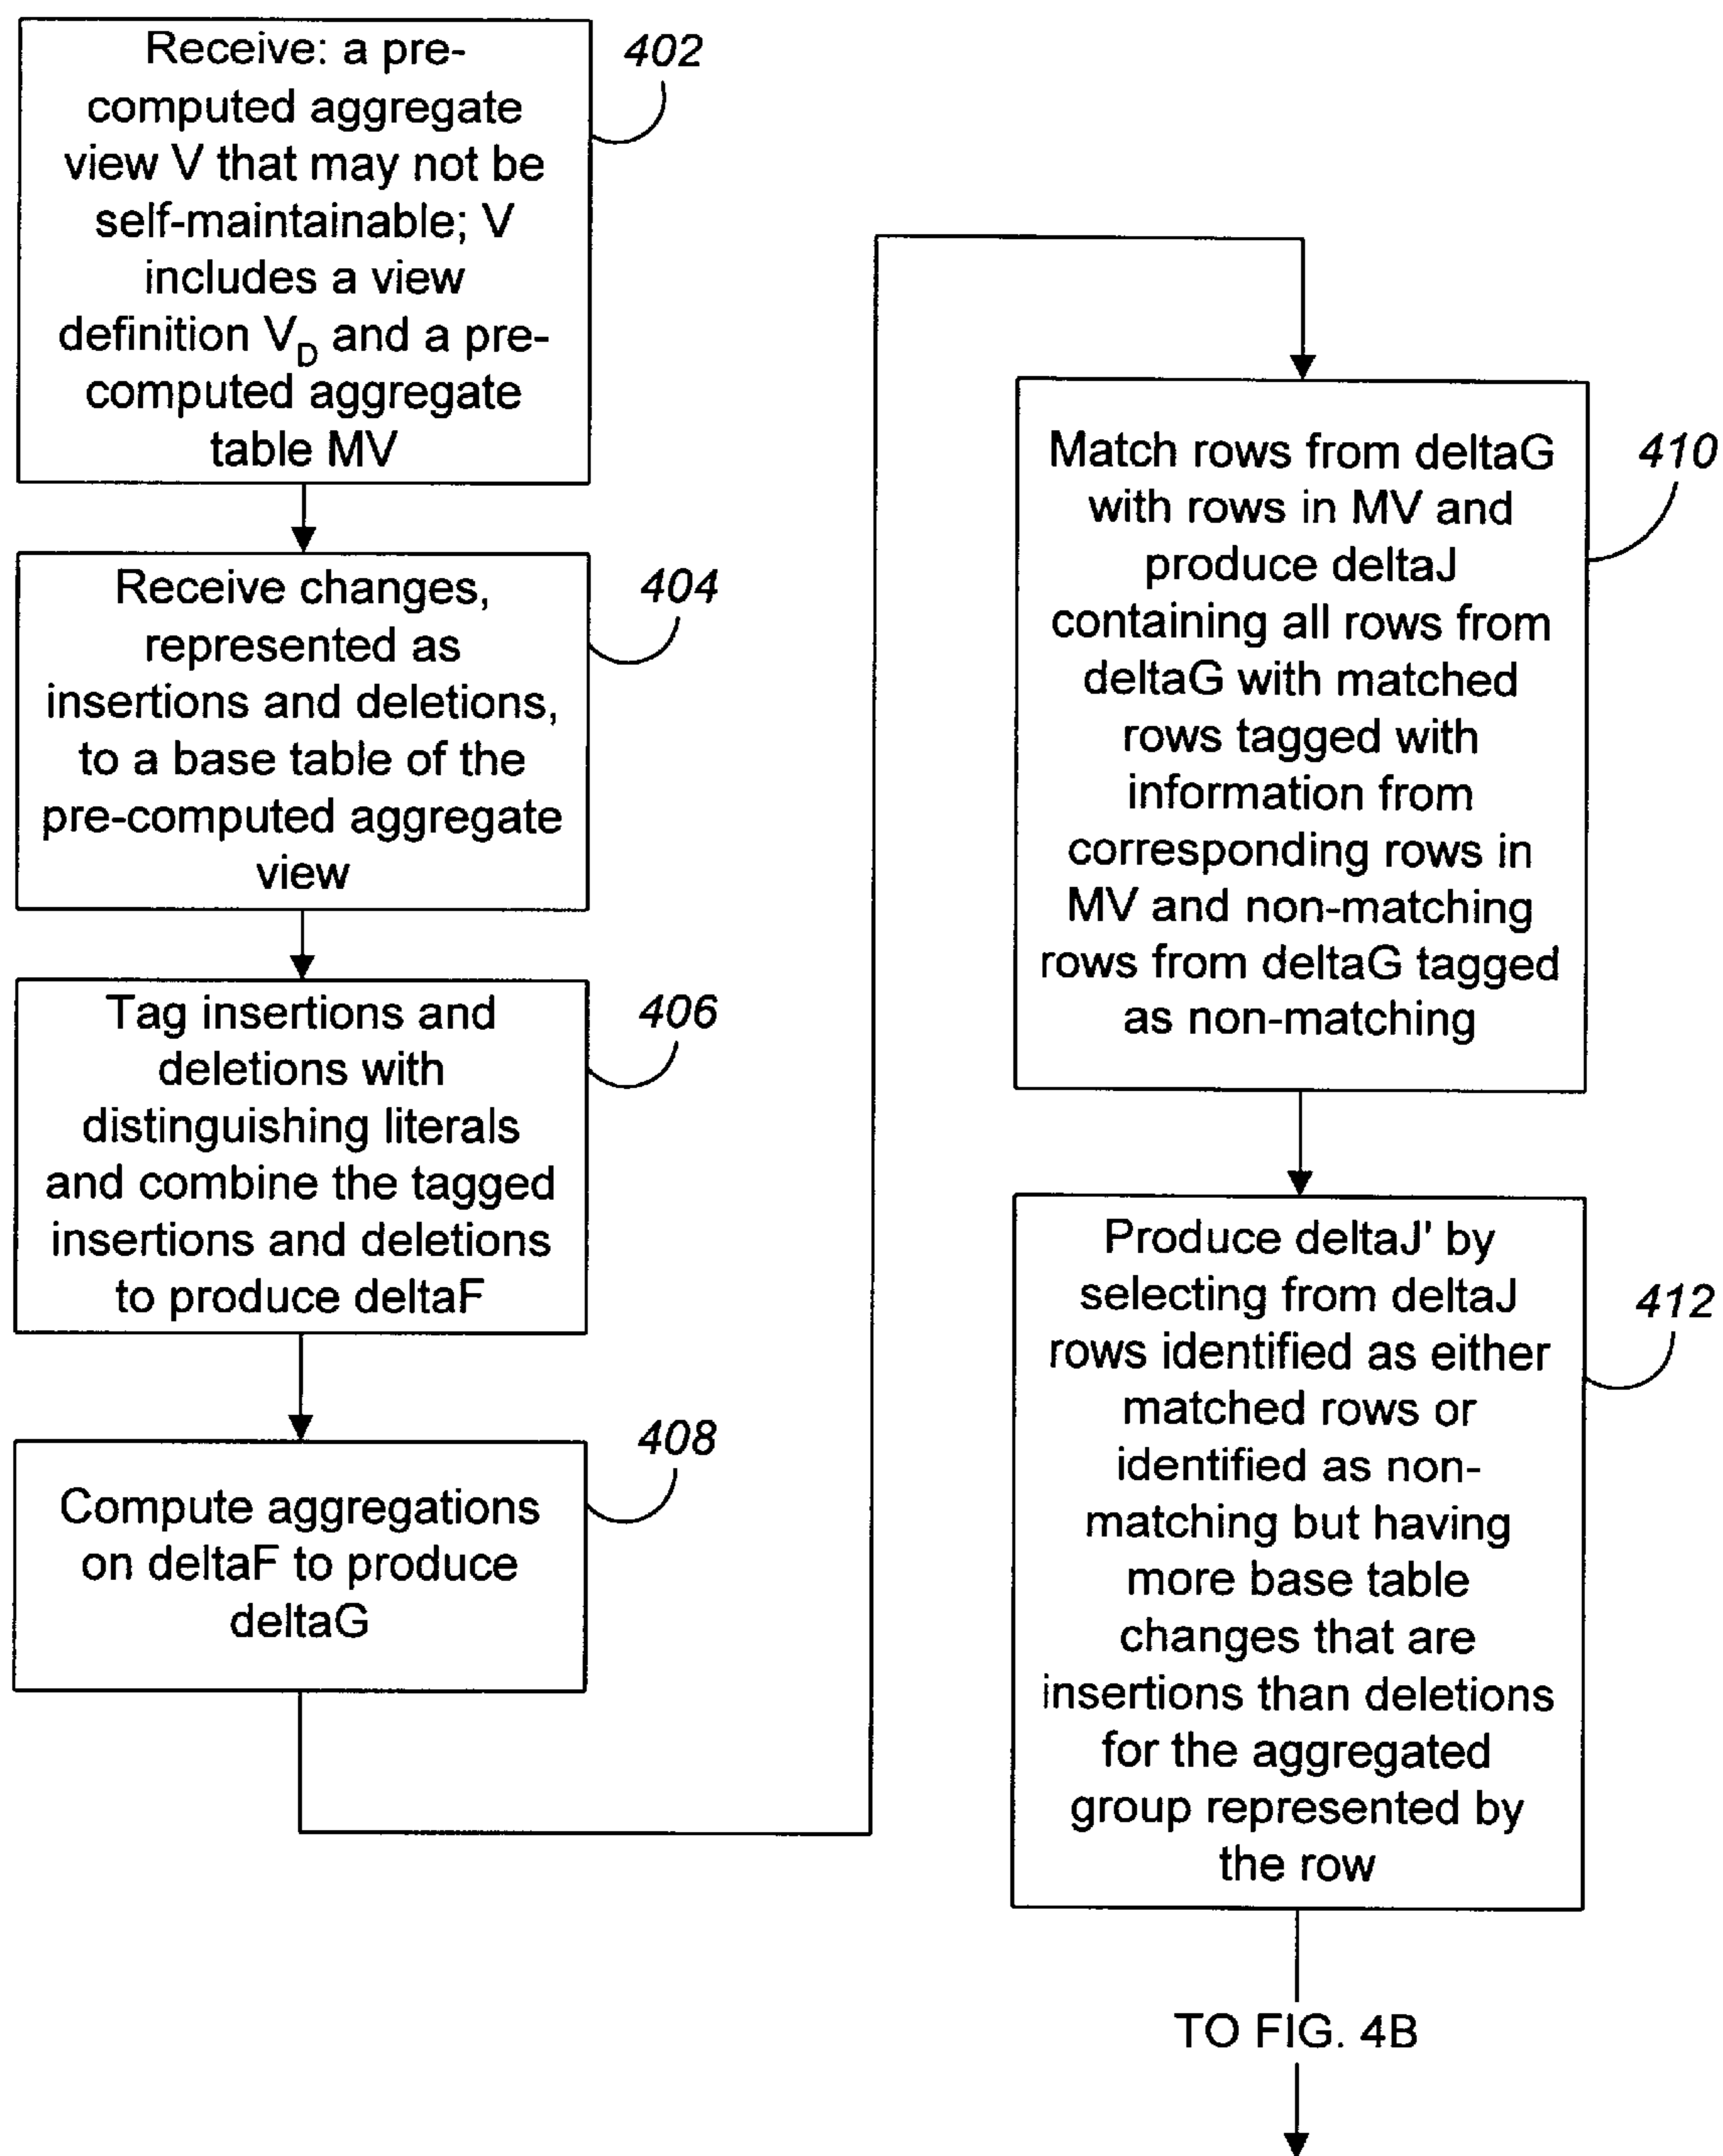 Receive: a pre-
computed aggregate
view V that may not be
self-maintainable; V
includes a view
definition V_D and a pre-
computed aggregate
table MV
402
Receive changes,
represented as
insertions and deletions,
to a base table of the
pre-computed aggregate
view
404
Tag insertions and
deletions with
distinguishing literals
and combine the tagged
insertions and deletions
to produce deltaF
406
Compute aggregations
on deltaF to produce
deltaG
408
Match rows from deltaG
with rows in MV and
produce deltaJ
containing all rows from
deltaG with matched
rows tagged with
information from
corresponding rows in
MV and non-matching
rows from deltaG tagged
as non-matching
410
Produce deltaJ' by
selecting from deltaJ
rows identified as either
matched rows or
identified as non-
matching but having
more base table
changes that are
insertions than deletions
for the aggregated
group represented by
the row
412
TO FIG. 4B